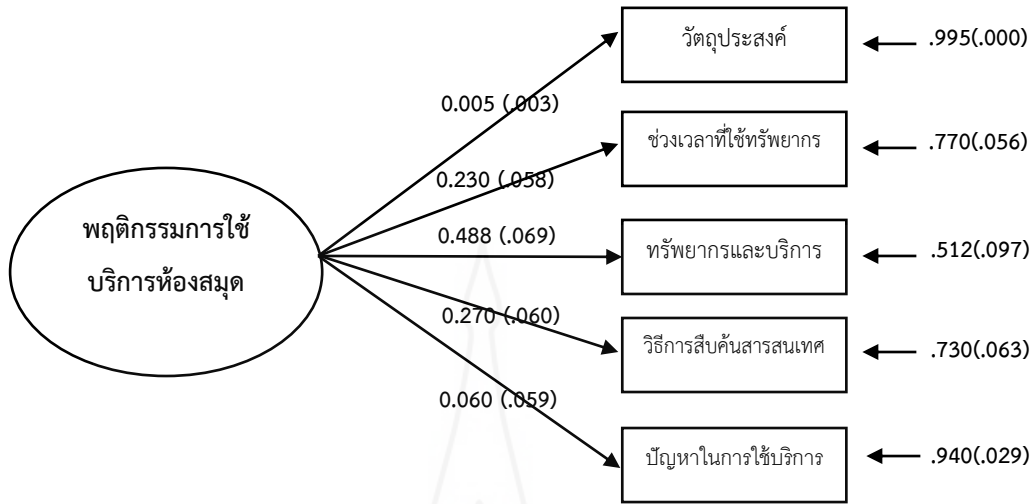 วัตถุประสงค์
.995(.000)
0.005 (.003)
ช่วงเวลาที่ใช้ทรัพยากร
.770(.056)
0.230 (.058)
พฤติกรรมการใช้
บริการห้องสมุด
0.488 (.069)
ทรัพยากรและบริการ
.512(.097)
0.270 (.060)
วิธีการสืบค้นสารสนเทศ
.730(.063)
0.060 (.059)
ปัญหาในการใช้บริการ
.940(.029)